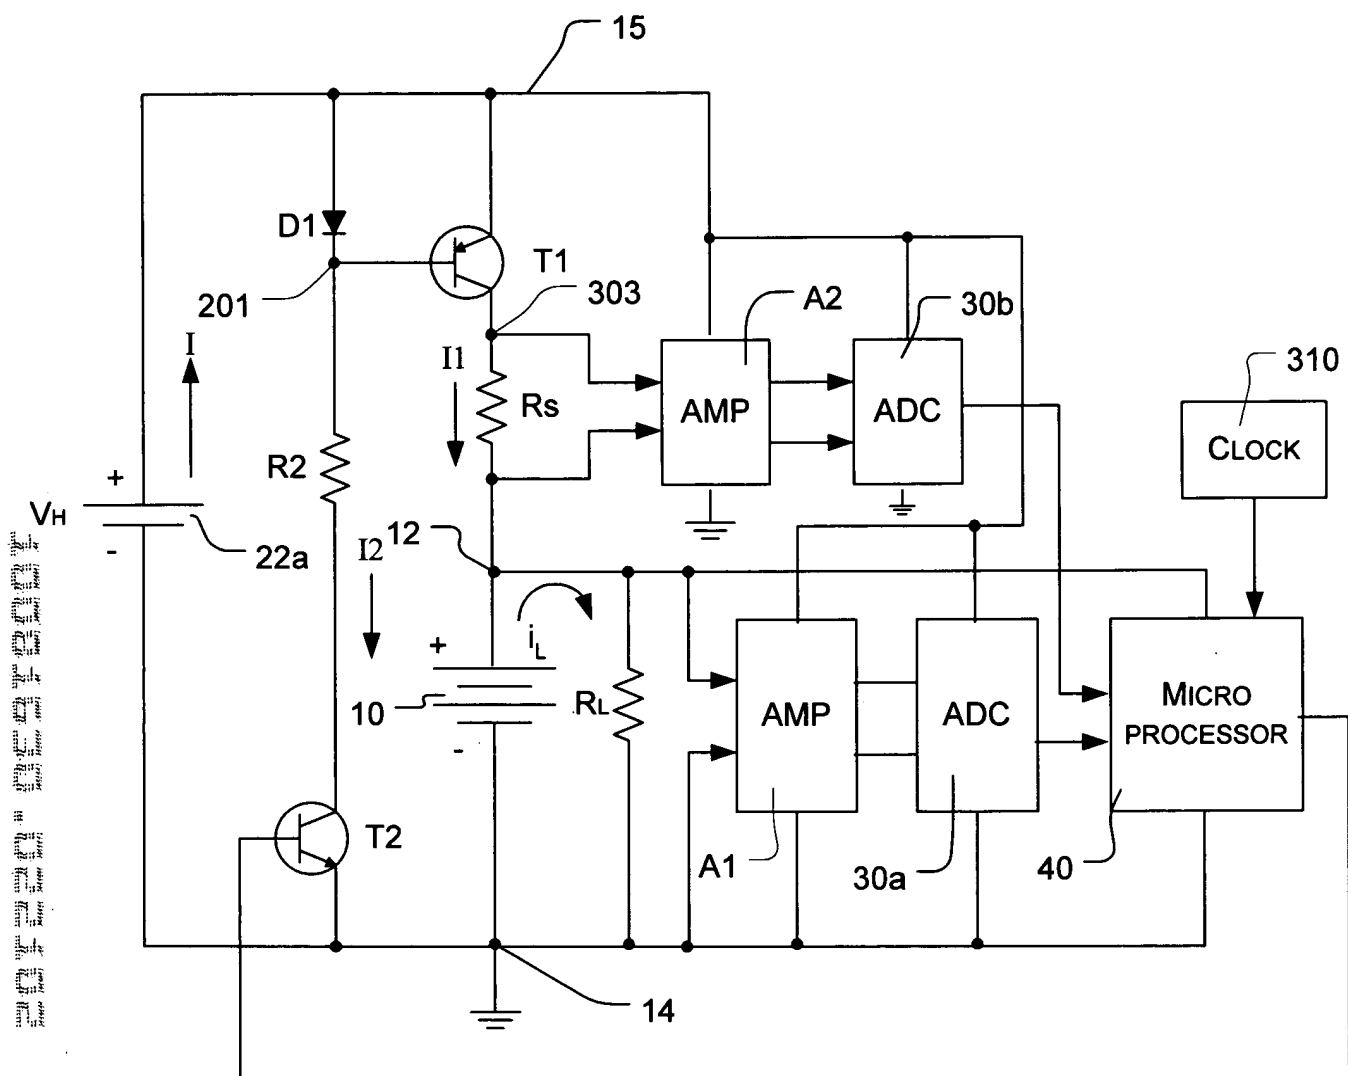 15
D1
T1
201
303
A2
30b
I
I1
Rs
AMP
ADC
310
CLOCK
R2
+
VH
-
22a
I2
12
+
iL
10
RL
-
AMP
ADC
MICRO
PROCESSOR
T2
A1
30a
40
14